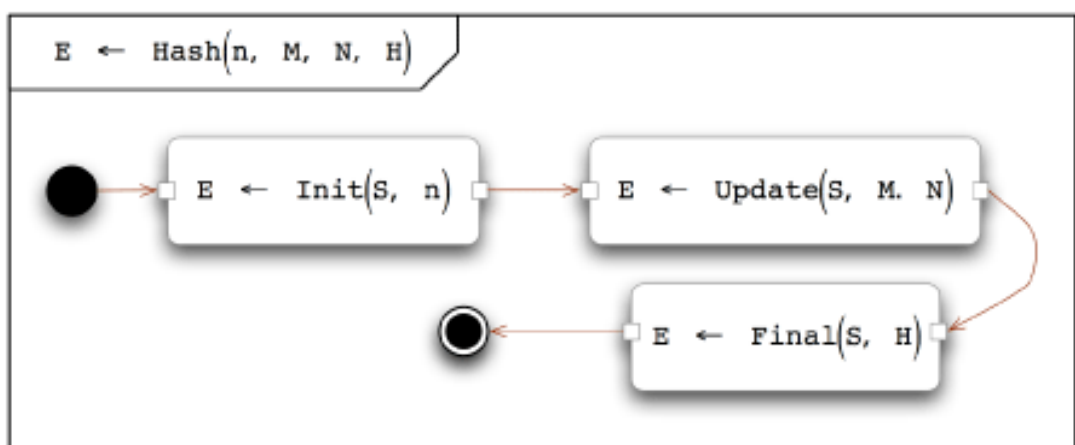 E ← Hash(n, M, N, H)
E ← Init(S, n)
E ← Update(S, M. N)
E ← Final(S, H)